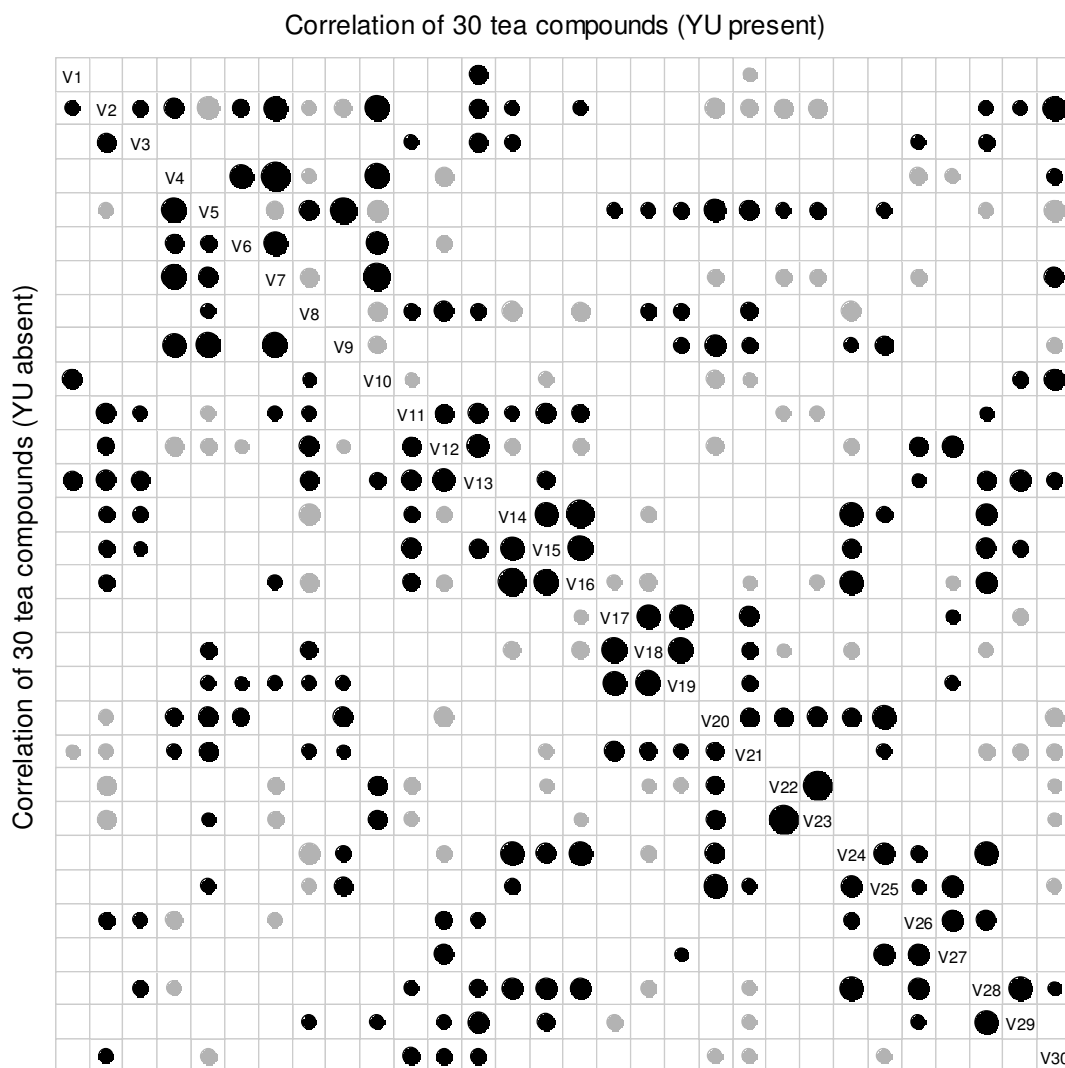 Correlation of 30 tea compounds (YU present)
Correlation of 30 tea compounds (YU absent)
V1
V2
V3
V4
V5
V6
V7
V8
V9
V10
V11
V12
V13
V14
V15
V16
V17
V18
V19
V20
V21
V22
V23
V24
V25
V26
V27
V28
V29
V30